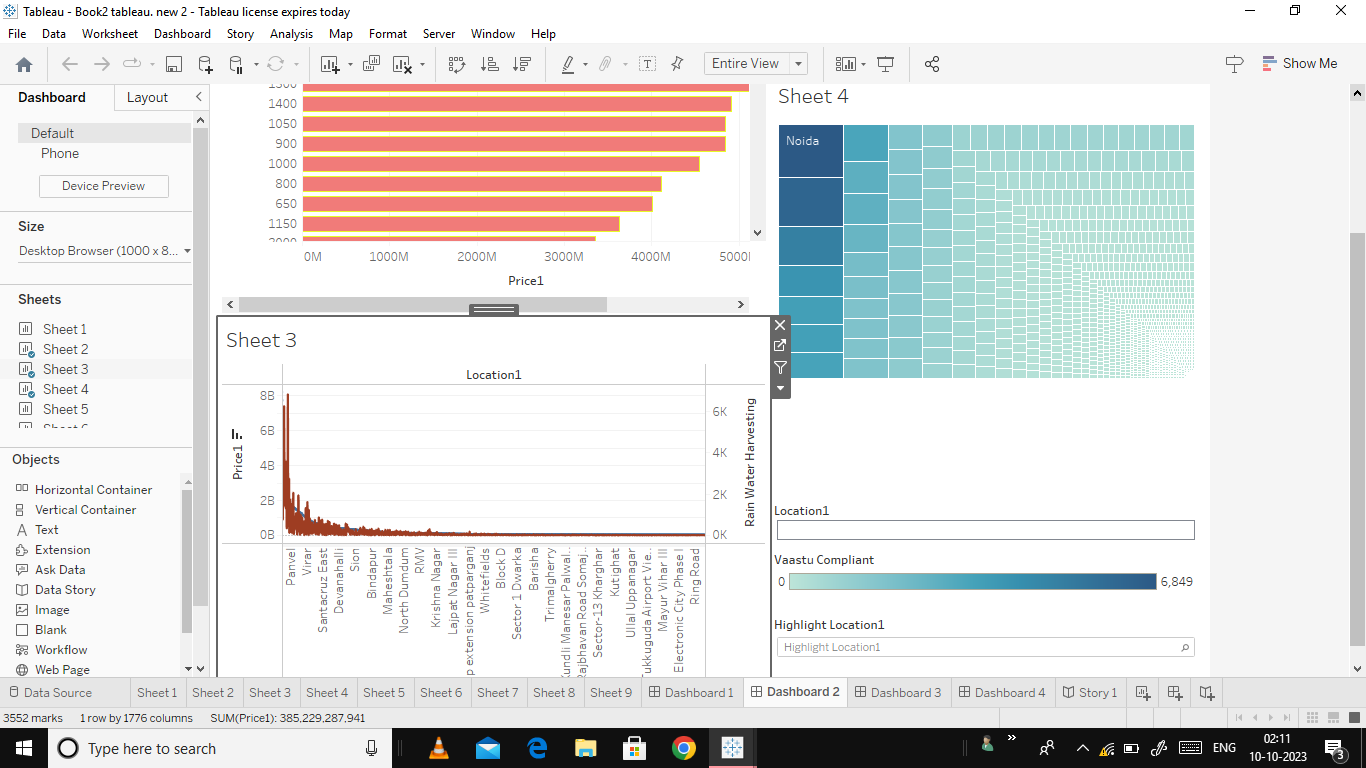 Tableau - Book2 tableau. new 2 - Tableau license expires today
File Data Worksheet Dashboard Story Analysis Map Format Server Window Help
Entire View
Show Me
Dashboard Layout
Default
Phone
Device Preview
Size
Desktop Browser (1000 x 8...
Sheets
Sheet 1
Sheet 2
Sheet 3
Sheet 4
Sheet 5
Objects
Horizontal Container
Vertical Container
Text
Extension
Ask Data
Data Story
Image
Blank
Workflow
Web Page
1400
1050
900
1000
800
650
1150
0M 1000M 2000M 3000M 4000M
Price1
Sheet 4
Noida
Sheet 3
Location1
8B
6B
4B
2B
0B
Price1
6K
4K
2K
0K
Rain Water Harvesting
Panvel
Virar
Santacruz East
Devanahalli
Sion
Bindapur
Maheshtala
North Dumdum
RMV
Krishna Nagar
Lajpat Nagar III
p extension patparganj
Whitefields
Block D
Sector 1 Dwarka
Barisha
Trimalgherry
Kundli Manesar Palwal..
Rajbhavan Road Somaj..
Sector-13 Kharghar
Kutighat
Ullal Uppanagar
Electronic City Phase I
Mayur Vihar III
Ring Road
Location1
Vaastu Compliant
0 6,849
Highlight Location1
Highlight Location1
Data Source Sheet 1 Sheet 2 Sheet 3 Sheet 4 Sheet 5 Sheet 6 Sheet 7 Sheet 8 Sheet 9 Dashboard 1 Dashboard 2 Dashboard 3 Dashboard 4 Story 1
3552 marks 1 row by 1776 columns SUM(Price1): 385,229,287,941
Type here to search
ENG
02:11
10-10-2023
3